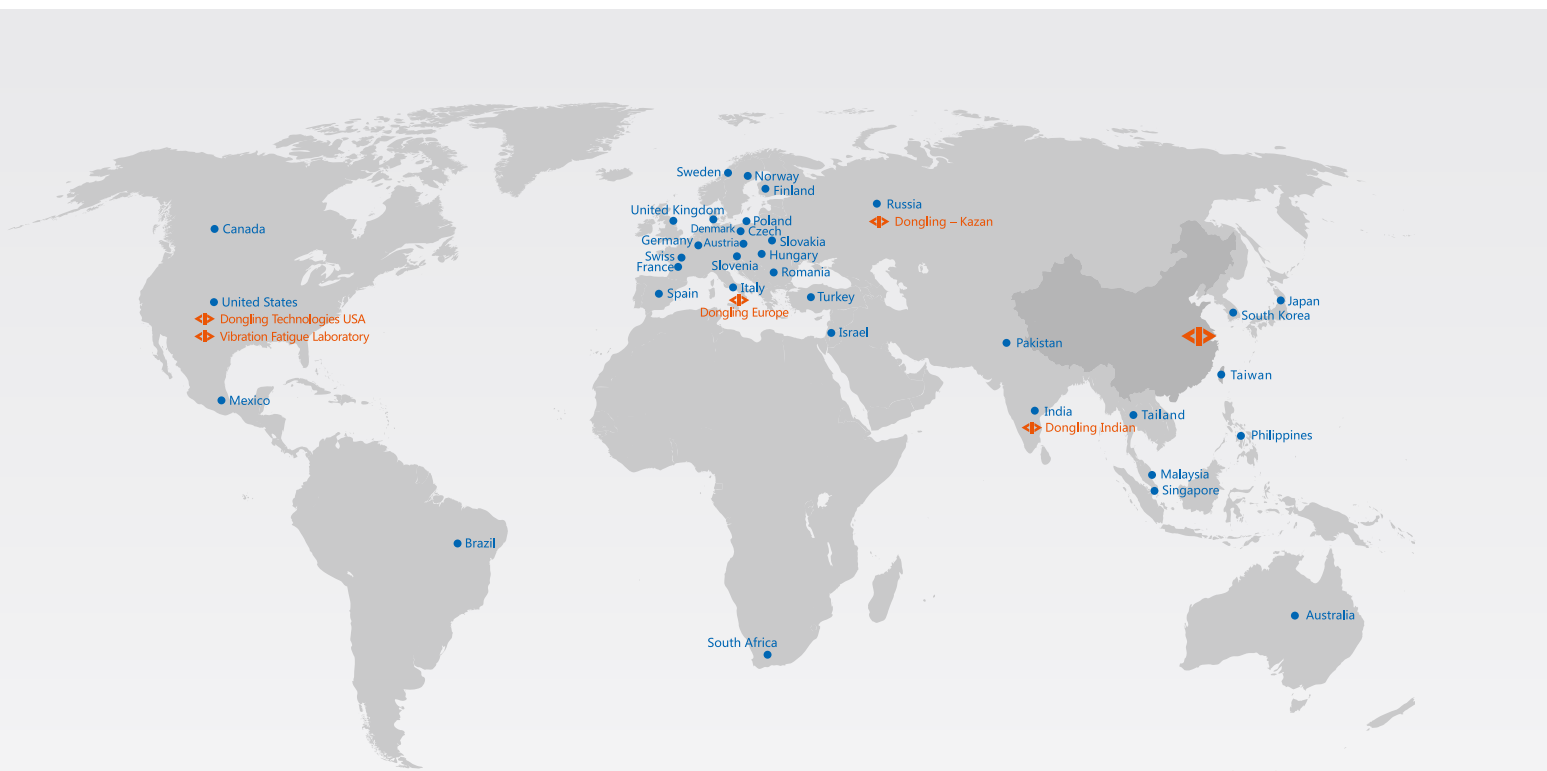 Sweden
Norway
Finland
United Kingdom
Denmark
Poland
Czech
Germany
Austria
Slovakia
Swiss
Hungary
France
Slovenia
Romania
Spain
Italy
Turkey
Dongling Europe
Israel
Russia
Dongling – Kazan
Canada
United States
Dongling Technologies USA
Vibration Fatigue Laboratory
Mexico
Brazil
South Africa
Pakistan
India
Dongling Indian
Japan
South Korea
Taiwan
Tailand
Philippines
Malaysia
Singapore
Australia